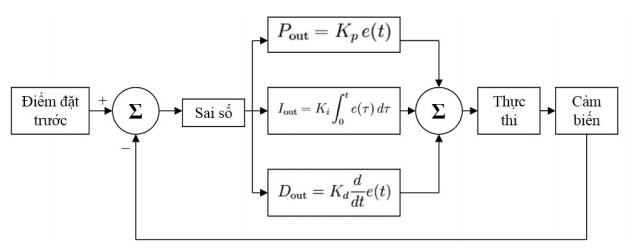 Điểm đặt
trước
+
−
Σ
Sai số
P_out = K_p e(t)
I_out = K_i ∫_0^t e(τ) dτ
D_out = K_d d/dt e(t)
Σ
Thực
thi
Cảm
biến